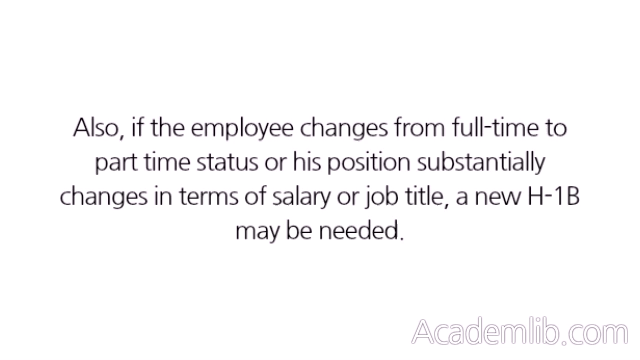 Also, if the employee changes from full-time to
part time status or his position substantially
changes in terms of salary or job title, a new H-1B
may be needed.
Academlib.com